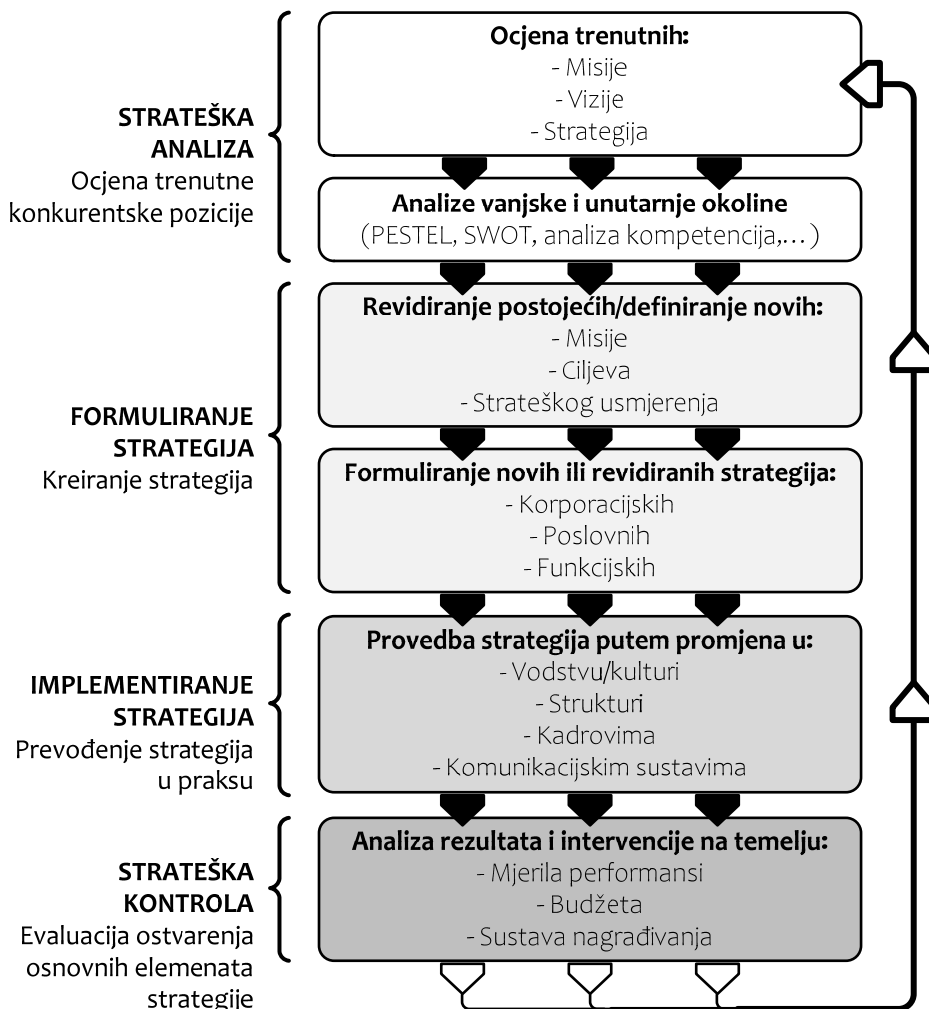 STRATEŠKA
ANALIZA
Ocjena trenutne
konkurentske pozicije
Ocjena trenutnih:
- Misije
- Vizije
- Strategija
Analize vanjske i unutarnje okoline
(PESTEL, SWOT, analiza kompetencija,...)
FORMULIRANJE
STRATEGIJA
Kreiranje strategija
Revidiranje postojećih/definiranje novih:
- Misije
- Ciljeva
- Strateškog usmjerenja
Formuliranje novih ili revidiranih strategija:
- Korporacijskih
- Poslovnih
- Funkcijskih
IMPLEMENTIRANJE
STRATEGIJA
Prevođenje strategija
u praksu
Provedba strategija putem promjena u:
- Vodstvu/kulturi
- Strukturi
- Kadrovima
- Komunikacijskim sustavima
STRATEŠKA
KONTROLA
Evaluacija ostvarenja
osnovnih elemenata
strategije
Analiza rezultata i intervencije na temelju:
- Mjerila performansi
- Budžeta
- Sustava nagrađivanja